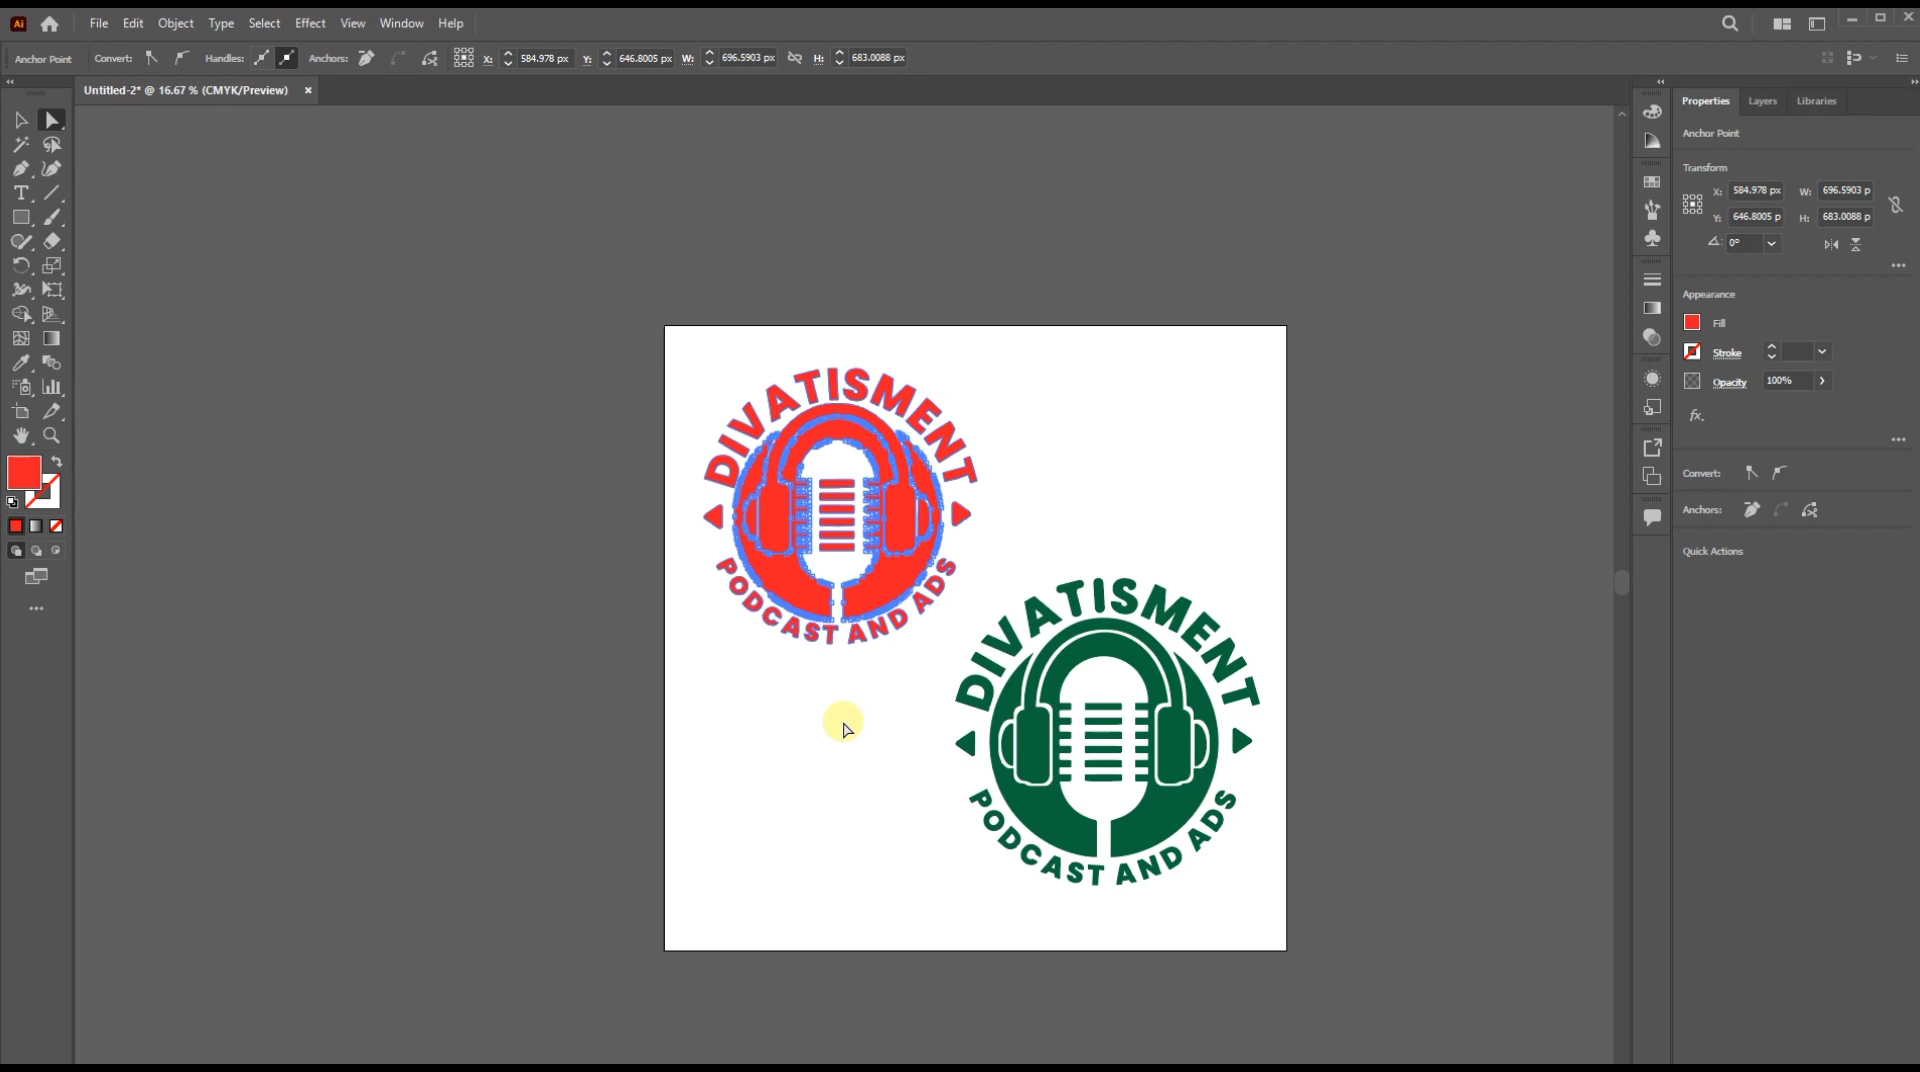 Ai File Edit Object Type Select Effect View Window Help
Anchor Point Convert: Handles: Anchors: X: 584.978 px Y: 646.8005 px W: 696.5903 px H: 683.0088 px
Untitled-2* @ 16.67 % (CMYK/Preview) ×
Properties Layers Libraries
Anchor Point
Transform
X: 584.978 px W: 696.5903 p
Y: 646.8005 p H: 683.0088 p
0°
Appearance
Fill
Stroke
Opacity 100%
fx.
Convert:
Anchors:
Quick Actions
DIVATISMENT
PODCAST AND ADS
DIVATISMENT
PODCAST AND ADS